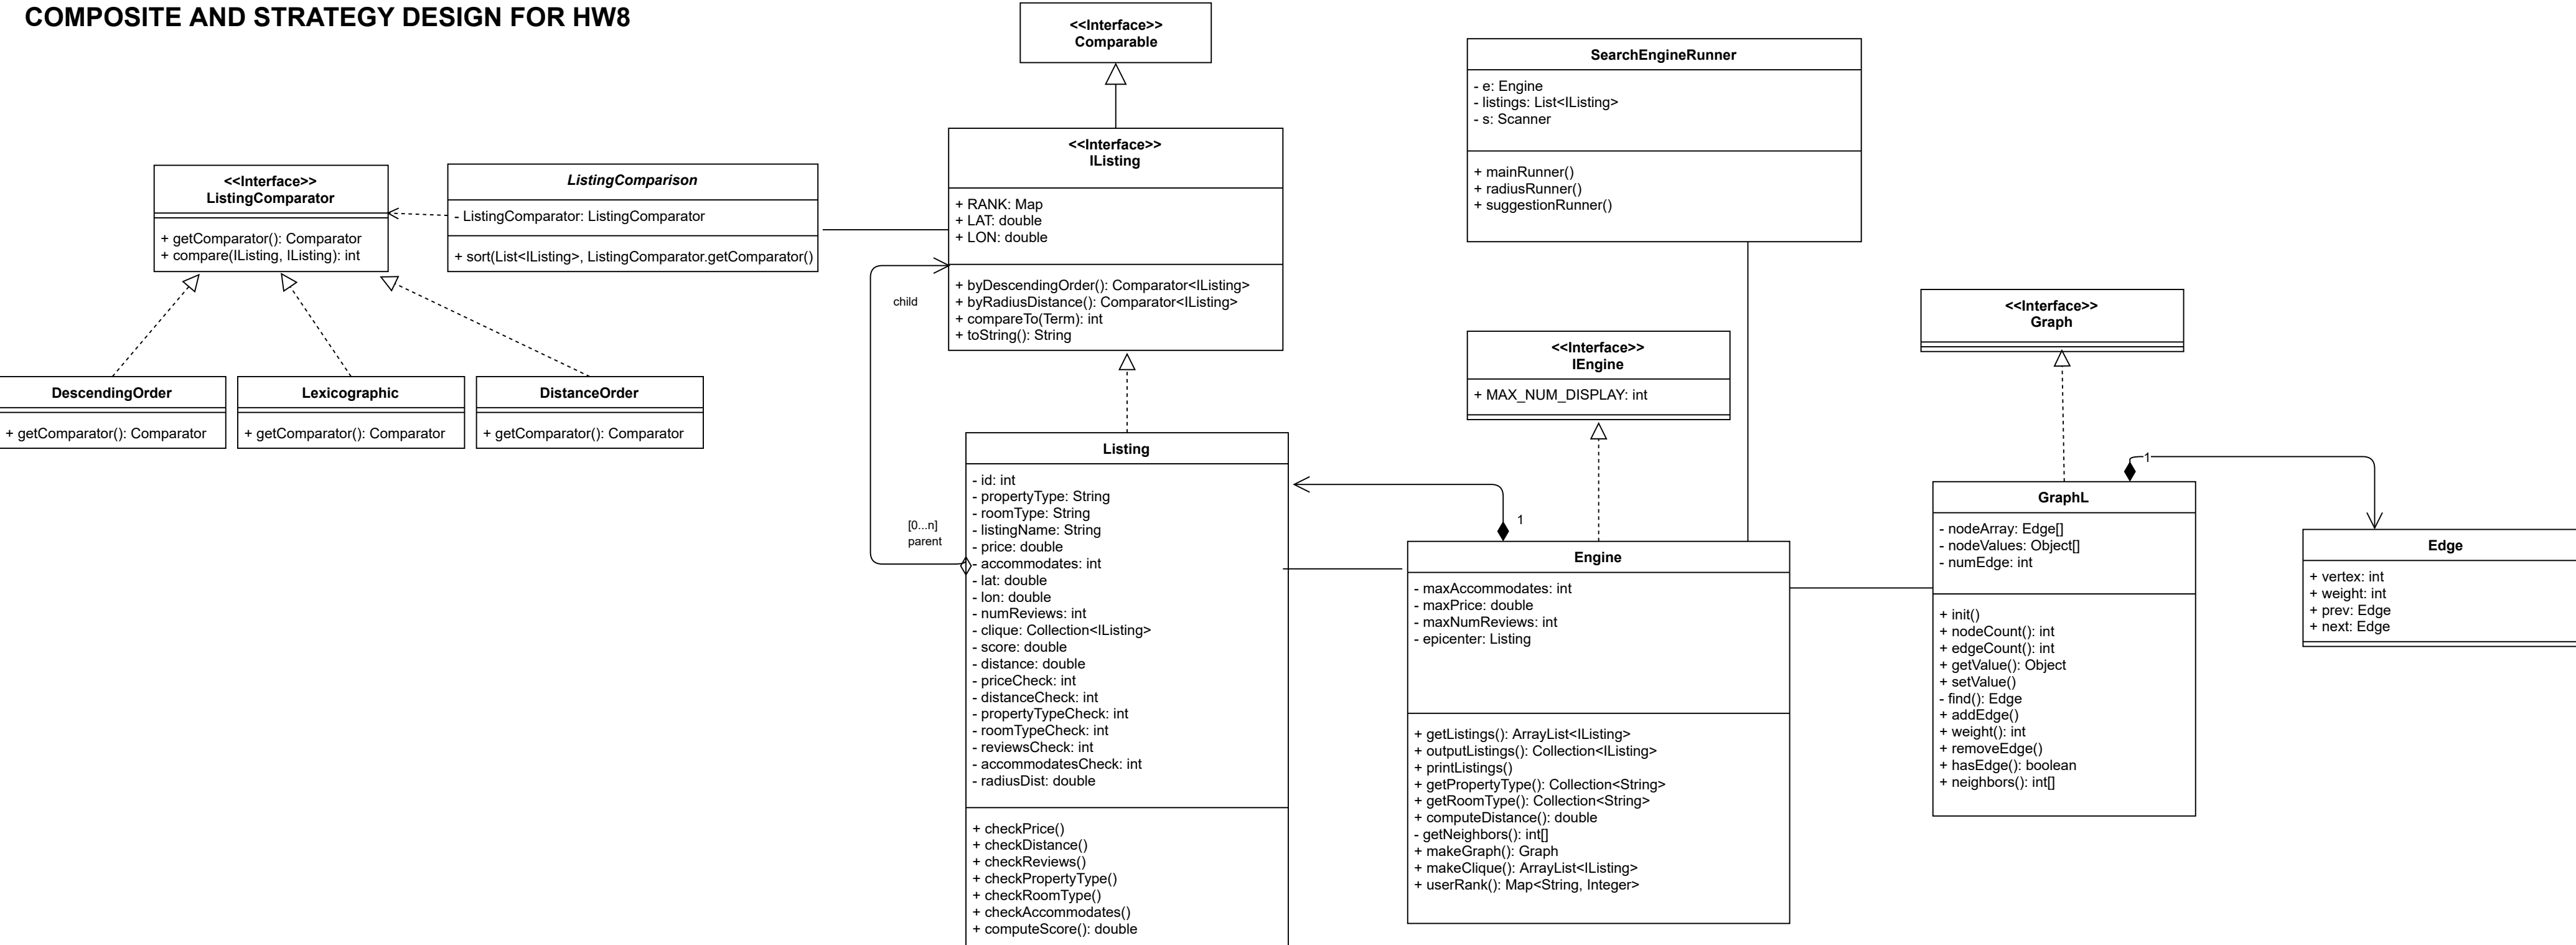 COMPOSITE AND STRATEGY DESIGN FOR HW8
<<Interface>>
Comparable
SearchEngineRunner
- e: Engine
- listings: List<IListing>
- s: Scanner
+ mainRunner()
+ radiusRunner()
+ suggestionRunner()
<<Interface>>
IListing
+ RANK: Map
+ LAT: double
+ LON: double
+ byDescendingOrder(): Comparator<IListing>
+ byRadiusDistance(): Comparator<IListing>
+ compareTo(Term): int
+ toString(): String
<<Interface>>
ListingComparator
+ getComparator(): Comparator
+ compare(IListing, IListing): int
ListingComparison
- ListingComparator: ListingComparator
+ sort(List<IListing>, ListingComparator.getComparator()
child
[0...n]
parent
DescendingOrder
+ getComparator(): Comparator
Lexicographic
+ getComparator(): Comparator
DistanceOrder
+ getComparator(): Comparator
<<Interface>>
IEngine
+ MAX_NUM_DISPLAY: int
<<Interface>>
Graph
Listing
- id: int
- propertyType: String
- roomType: String
- listingName: String
- price: double
- accommodates: int
- lat: double
- lon: double
- numReviews: int
- clique: Collection<IListing>
- score: double
- distance: double
- priceCheck: int
- distanceCheck: int
- propertyTypeCheck: int
- roomTypeCheck: int
- reviewsCheck: int
- accommodatesCheck: int
- radiusDist: double
+ checkPrice()
+ checkDistance()
+ checkReviews()
+ checkPropertyType()
+ checkRoomType()
+ checkAccommodates()
+ computeScore(): double
1
Engine
- maxAccommodates: int
- maxPrice: double
- maxNumReviews: int
- epicenter: Listing
+ getListings(): ArrayList<IListing>
+ outputListings(): Collection<IListing>
+ printListings()
+ getPropertyType(): Collection<String>
+ getRoomType(): Collection<String>
+ computeDistance(): double
- getNeighbors(): int[]
+ makeGraph(): Graph
+ makeClique(): ArrayList<IListing>
+ userRank(): Map<String, Integer>
1
GraphL
- nodeArray: Edge[]
- nodeValues: Object[]
- numEdge: int
+ init()
+ nodeCount(): int
+ edgeCount(): int
+ getValue(): Object
+ setValue()
- find(): Edge
+ addEdge()
+ weight(): int
+ removeEdge()
+ hasEdge(): boolean
+ neighbors(): int[]
Edge
+ vertex: int
+ weight: int
+ prev: Edge
+ next: Edge